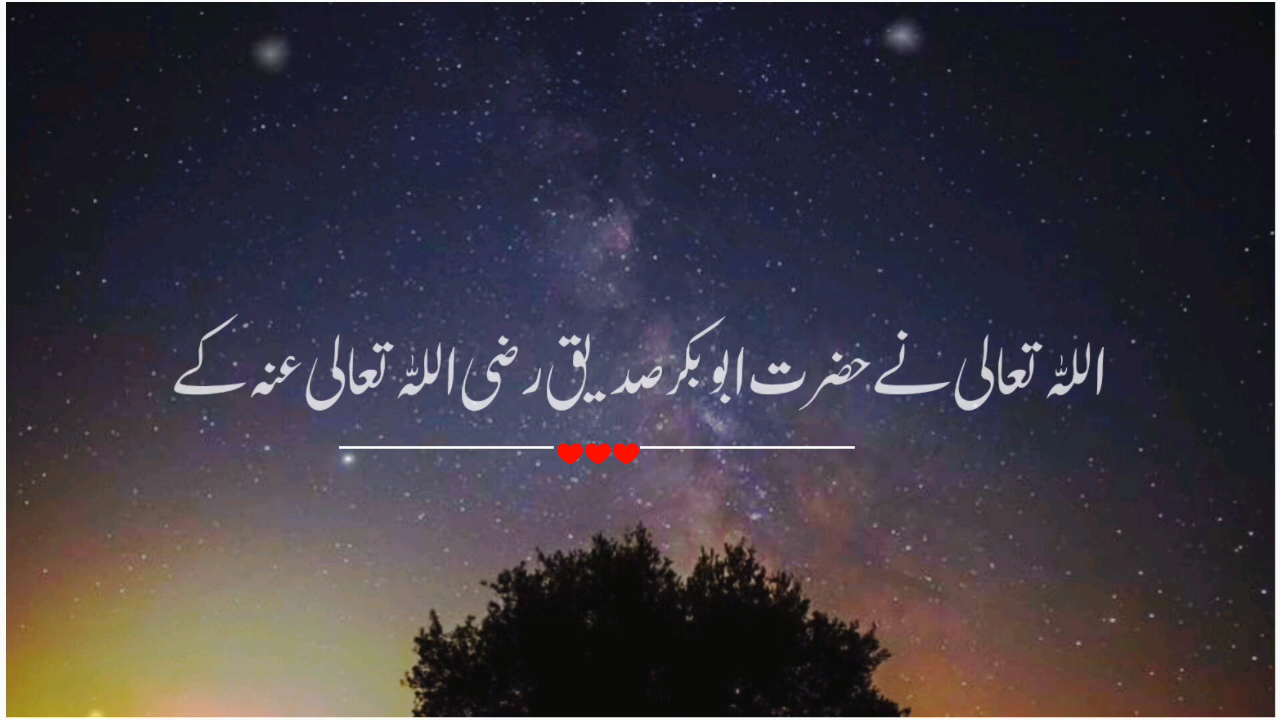 اللہ تعالی نے حضرت ابوبکر صدیق رضی اللہ تعالی عنہ کے